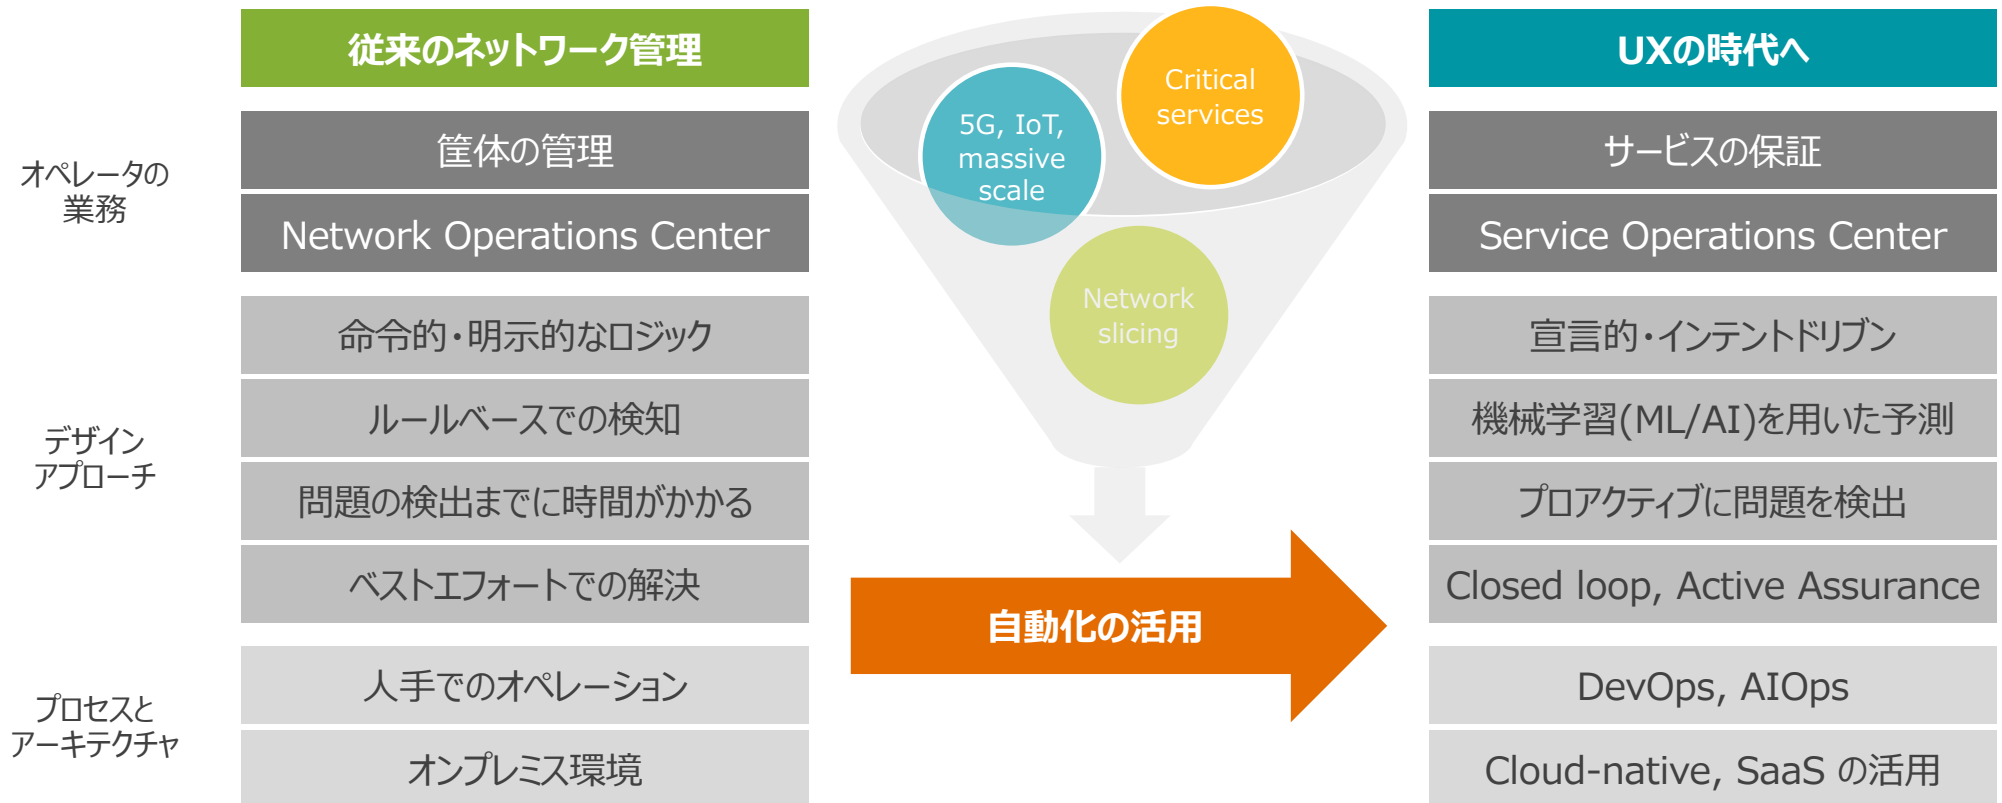 従来のネットワーク管理
UXの時代へ
オペレータの
業務
筐体の管理
Network Operations Center
サービスの保証
Service Operations Center
デザイン
アプローチ
命令的・明示的なロジック
ルールベースでの検知
問題の検出までに時間がかかる
ベストエフォートでの解決
宣言的・インテントドリブン
機械学習(ML/AI)を用いた予測
プロアクティブに問題を検出
Closed loop, Active Assurance
プロセスと
アーキテクチャ
人手でのオペレーション
オンプレミス環境
DevOps, AIOps
Cloud-native, SaaS の活用
5G, IoT,
massive
scale
Critical
services
Network
slicing
自動化の活用